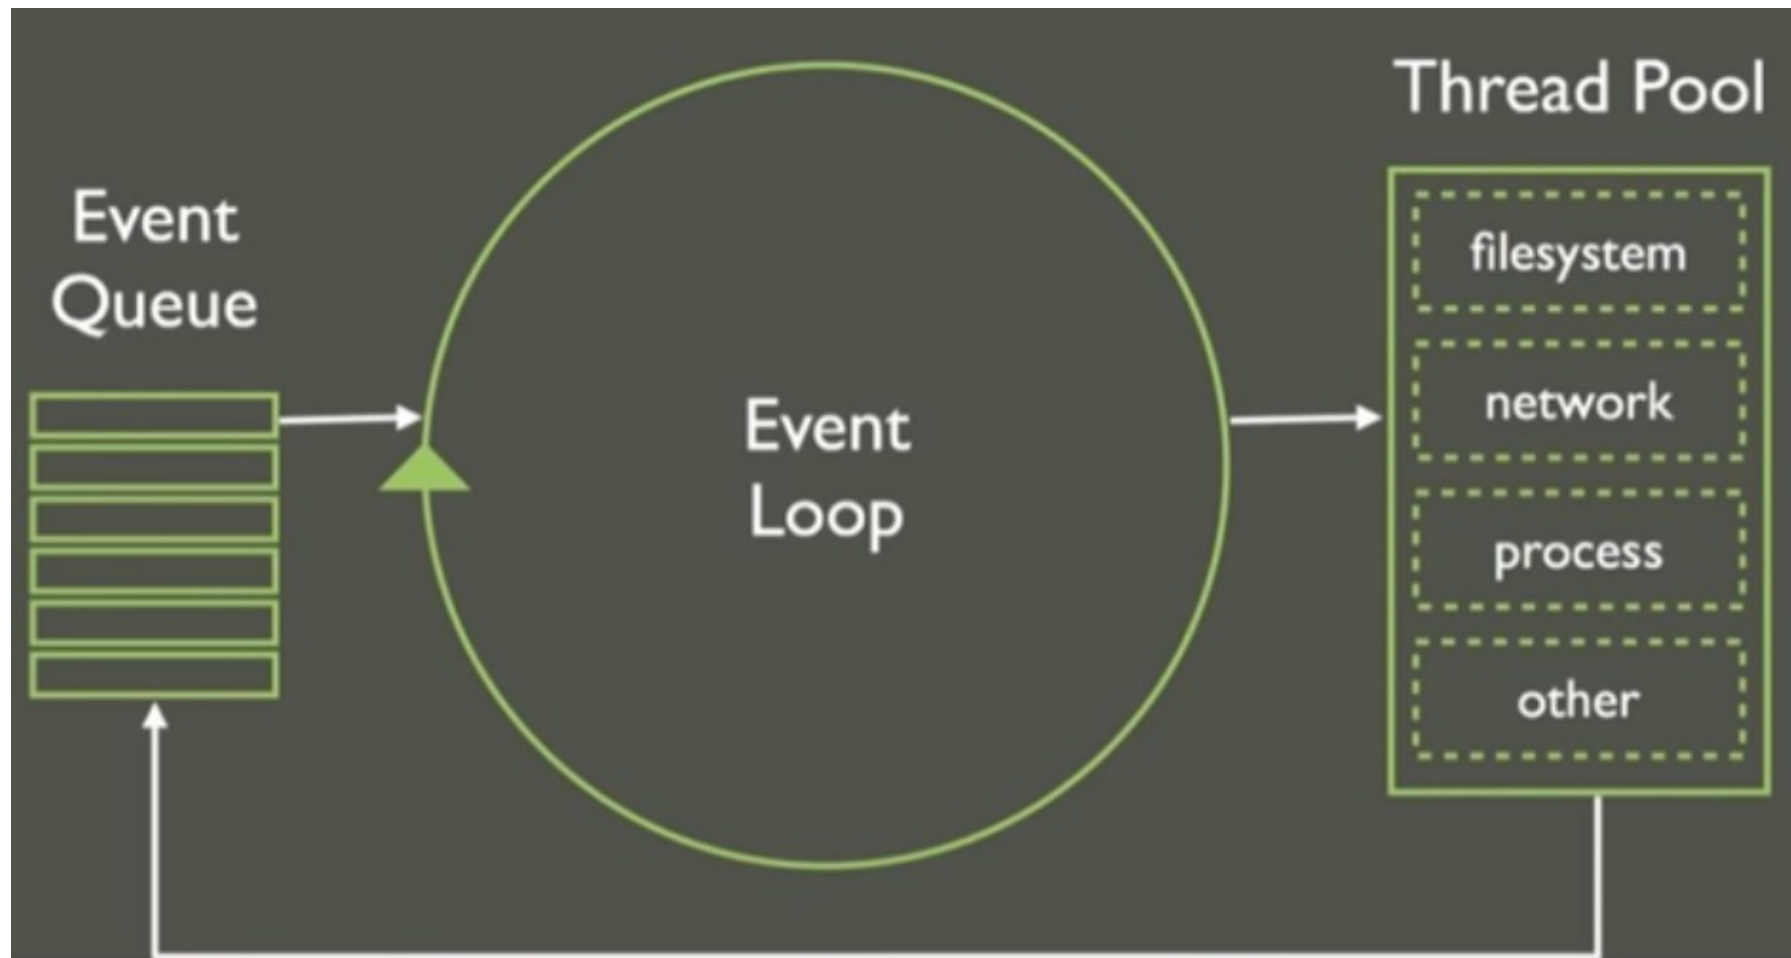 Event
Queue
Event
Loop
Thread Pool
filesystem
network
process
other